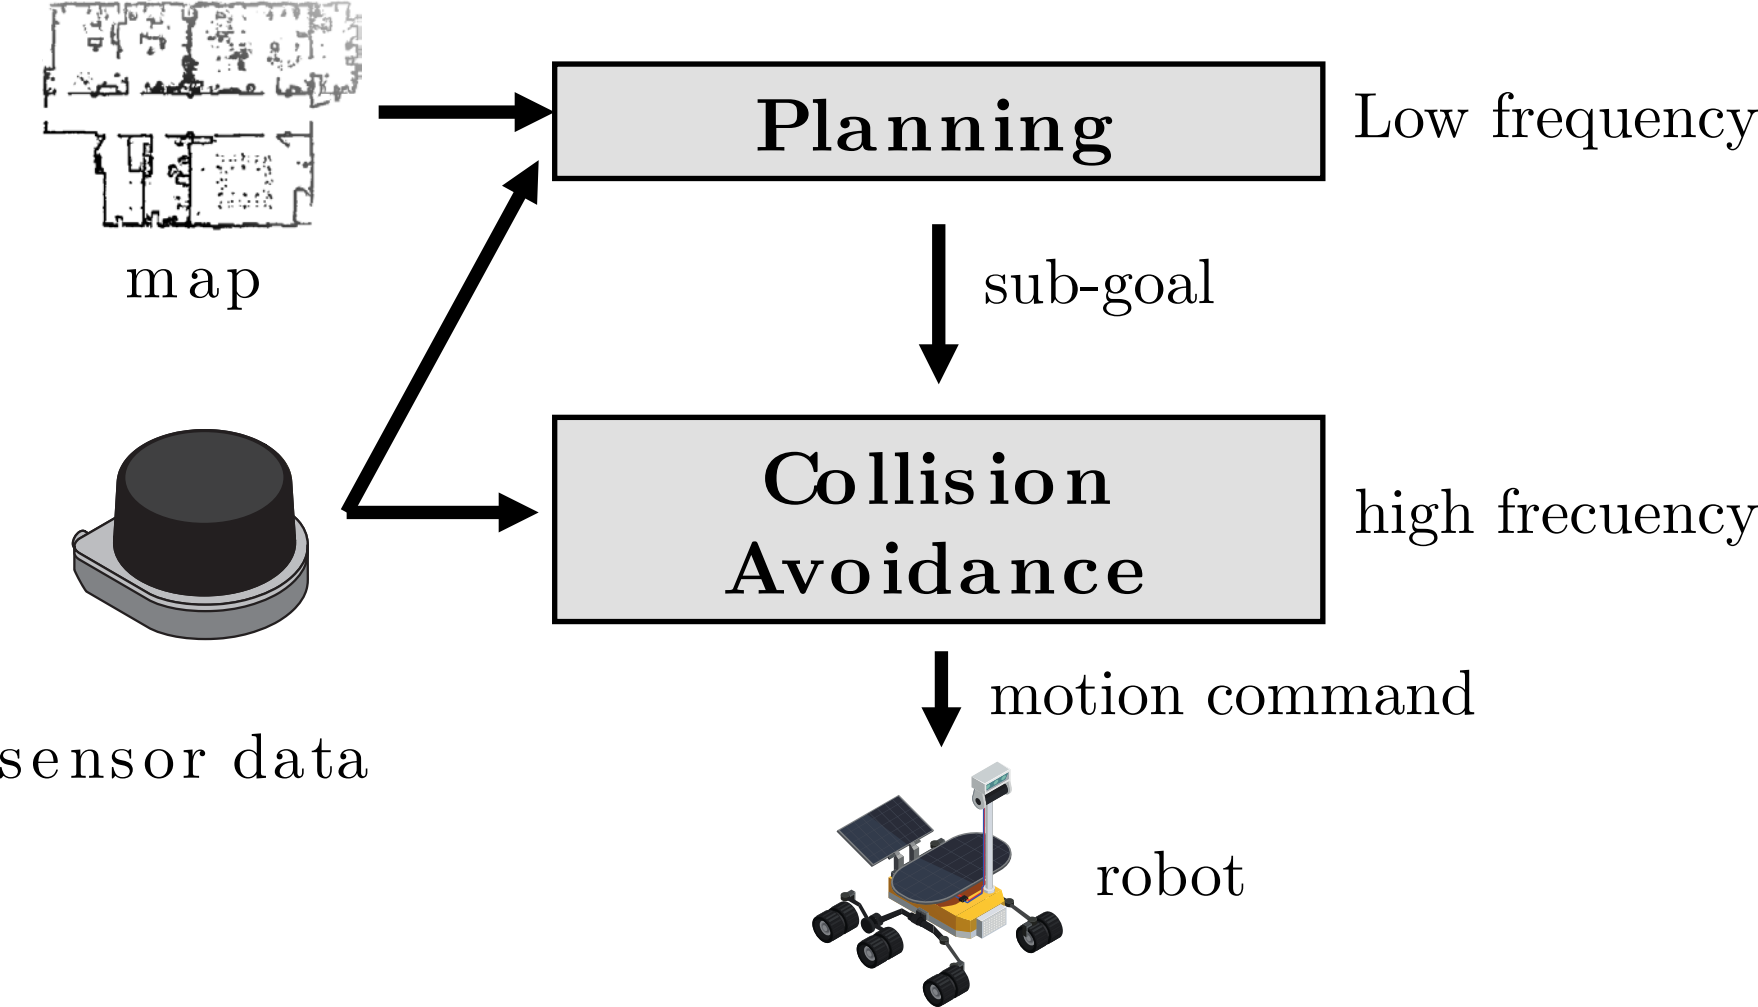 Planning
Low frequency
map
sub-goal
Collision
Avoidance
high frecuency
motion command
sensor data
robot